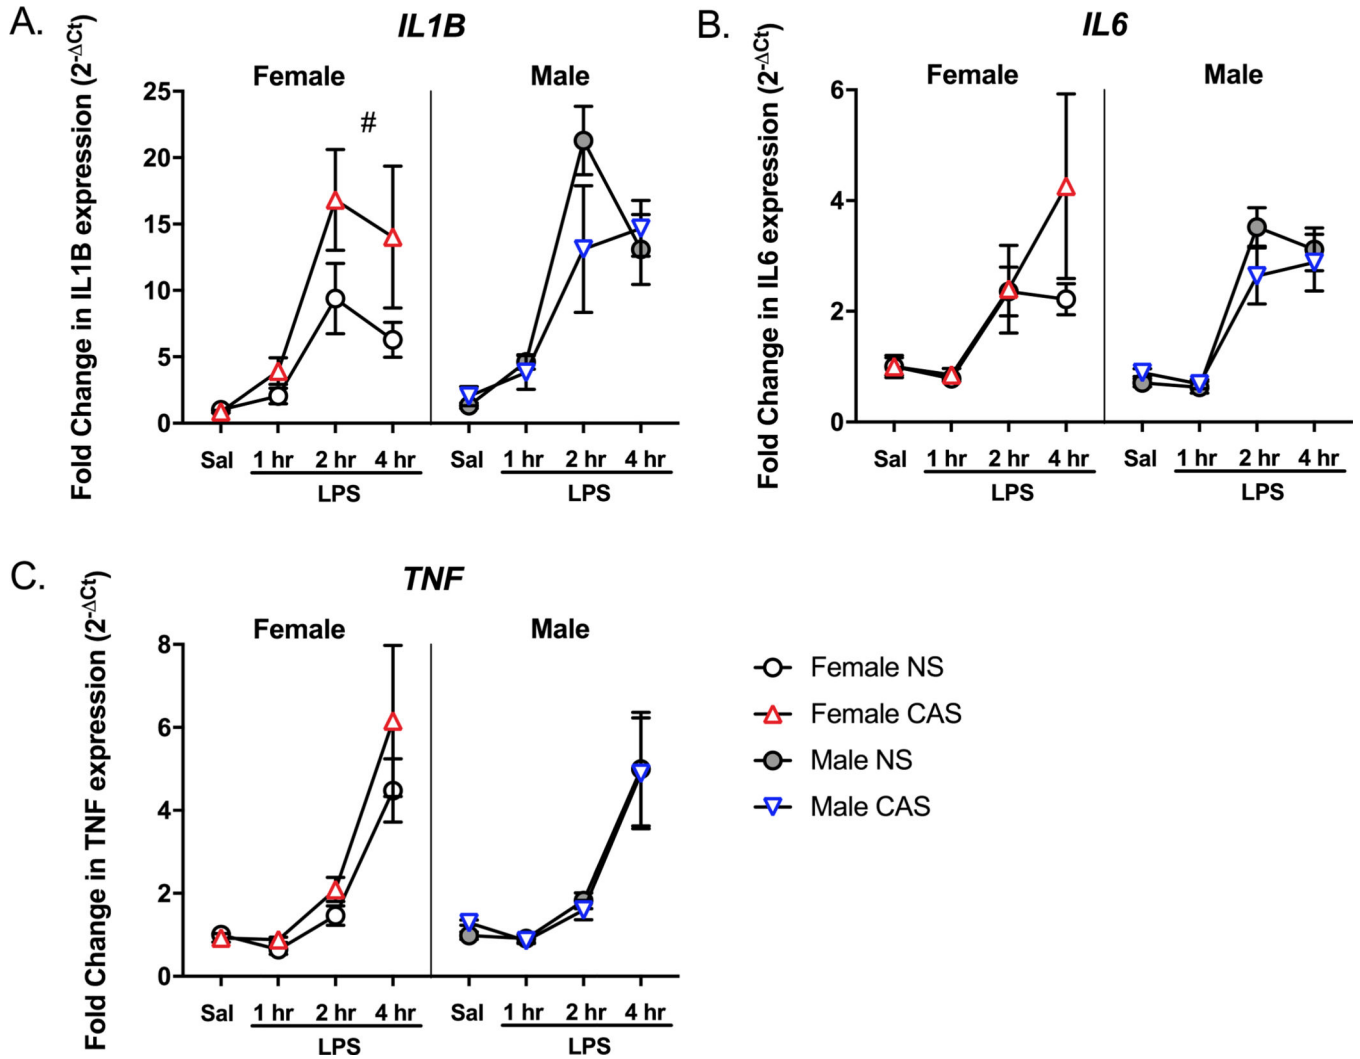 A.
IL1B
Fold Change in IL1B expression (2-ΔCt)
Female
Male
25
20
15
10
5
0
#
Sal
1 hr
2 hr
4 hr
LPS
Sal
1 hr
2 hr
4 hr
LPS
B.
IL6
Fold Change in IL6 expression (2-ΔCt)
Female
Male
6
4
2
0
Sal
1 hr
2 hr
4 hr
LPS
Sal
1 hr
2 hr
4 hr
LPS
C.
TNF
Fold Change in TNF expression (2-ΔCt)
Female
Male
8
6
4
2
0
Sal
1 hr
2 hr
4 hr
LPS
Sal
1 hr
2 hr
4 hr
LPS
Female NS
Female CAS
Male NS
Male CAS